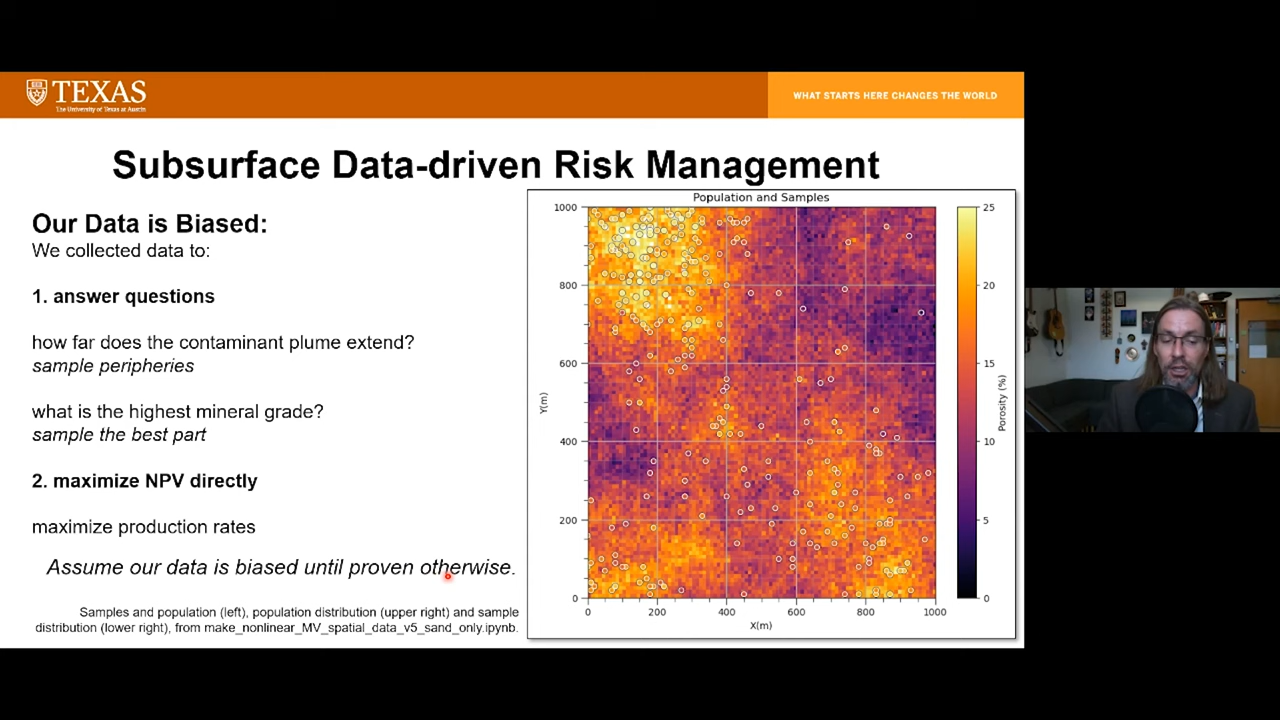 TEXAS
The University of Texas at Austin
WHAT STARTS HERE CHANGES THE WORLD
Subsurface Data-driven Risk Management
Our Data is Biased:
We collected data to:
1. answer questions
how far does the contaminant plume extend?
sample peripheries
what is the highest mineral grade?
sample the best part
2. maximize NPV directly
maximize production rates
Assume our data is biased until proven otherwise.
Samples and population (left), population distribution (upper right) and sample
distribution (lower right), from make_nonlinear_MV_spatial_data_v5_sand_only.ipynb.
Population and Samples
1000
800
600
400
200
0
Y(m)
0 200 400 600 800 1000
X(m)
25
20
15
10
5
0
Porosity (%)